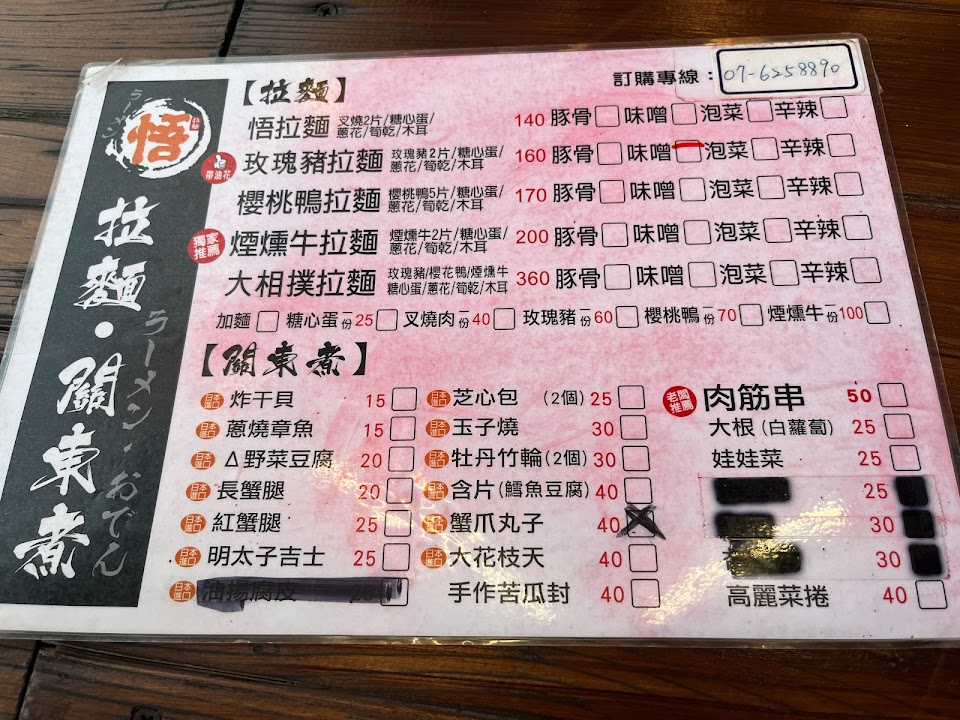 訂購專線：07-6258890
ラーメン
悟
拉麵
拉麵・關東煮
ラーメン・おでん
【拉麵】
悟拉麵 叉燒2片/糖心蛋/蔥花/筍乾/木耳 140 豚骨□ 味噌□ 泡菜□ 辛辣□
帶油花 玫瑰豬拉麵 玫瑰豬2片/糖心蛋/蔥花/筍乾/木耳 160 豚骨□ 味噌□ 泡菜□ 辛辣□
櫻桃鴨拉麵 櫻桃鴨5片/糖心蛋/蔥花/筍乾/木耳 170 豚骨□ 味噌□ 泡菜□ 辛辣□
獨家推薦 煙燻牛拉麵 煙燻牛2片/糖心蛋/蔥花/筍乾/木耳 200 豚骨□ 味噌□ 泡菜□ 辛辣□
大相撲拉麵 玫瑰豬/櫻花鴨/煙燻牛糖心蛋/蔥花/筍乾/木耳 360 豚骨□ 味噌□ 泡菜□ 辛辣□
加麵□ 糖心蛋一份25□ 叉燒肉一份40□ 玫瑰豬一份60□ 櫻桃鴨一份70□ 煙燻牛一份100□
【關東煮】
日本進口 炸干貝 15□
日本進口 蔥燒章魚 15□
日本進口 △野菜豆腐 20□
日本進口 長蟹腿 20□
日本進口 紅蟹腿 25□
日本進口 明太子吉士 25□
日本進口 油揚腐皮 25□
日本進口 芝心包 (2個) 25□
日本進口 玉子燒 30□
日本進口 牡丹竹輪(2個) 30□
日本進口 含片(鱈魚豆腐) 40□
日本進口 蟹爪丸子 40□
日本進口 大花枝天 40□
手作苦瓜封 40□
老闆推薦 肉筋串 50□
大根(白蘿蔔) 25□
娃娃菜 25□
25
30
30
高麗菜捲 40□